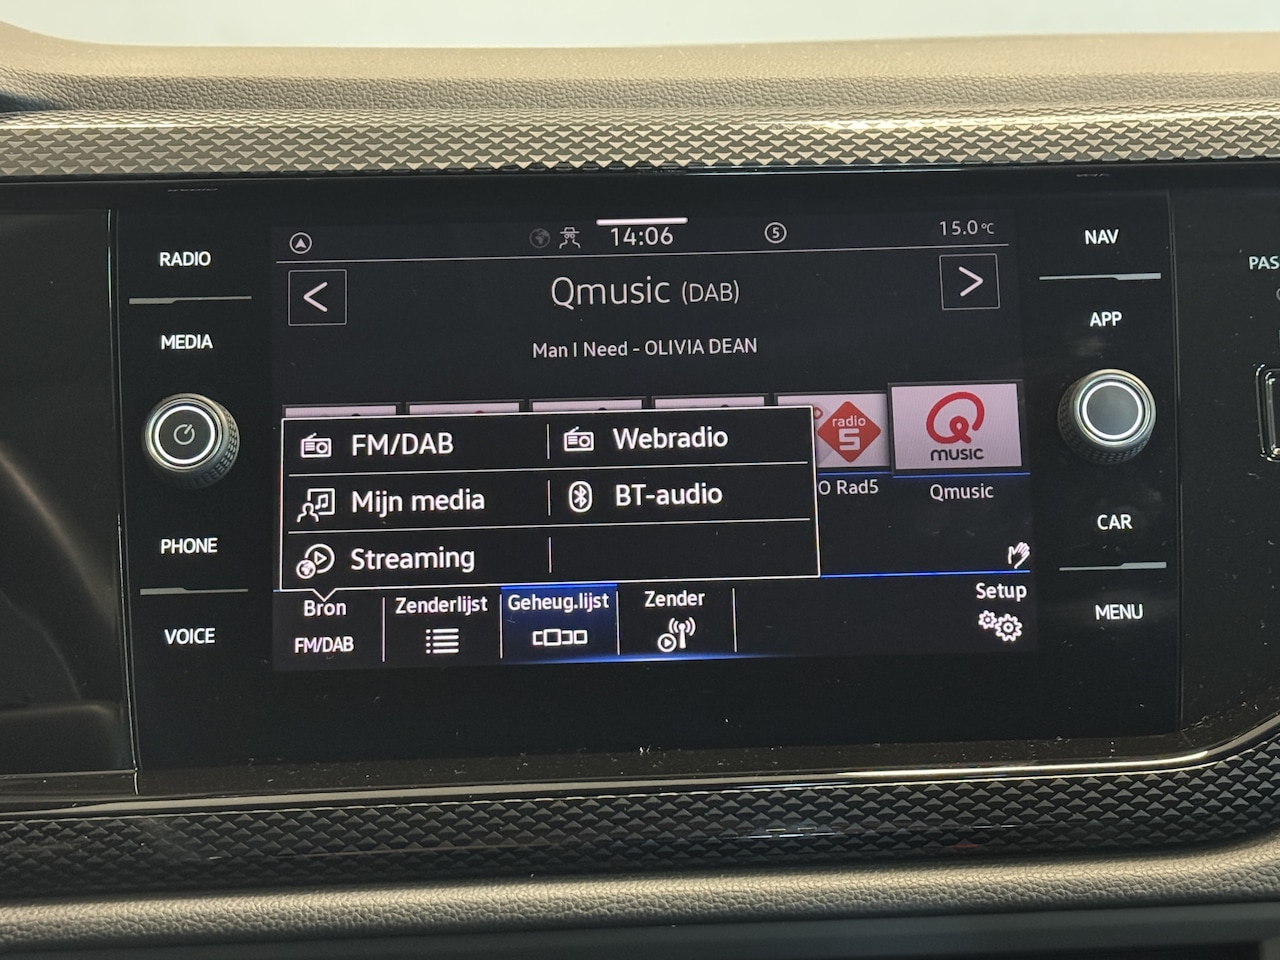 RADIO
MEDIA
PHONE
VOICE
14:06
5
15.0 °C
Qmusic (DAB)
Man I Need - OLIVIA DEAN
FM/DAB
Webradio
Mijn media
BT-audio
Streaming
radio
5
O Rad5
Q
MUSIC
Qmusic
Bron
FM/DAB
Zenderlijst
Geheug.lijst
Zender
Setup
NAV
APP
CAR
MENU
PAS